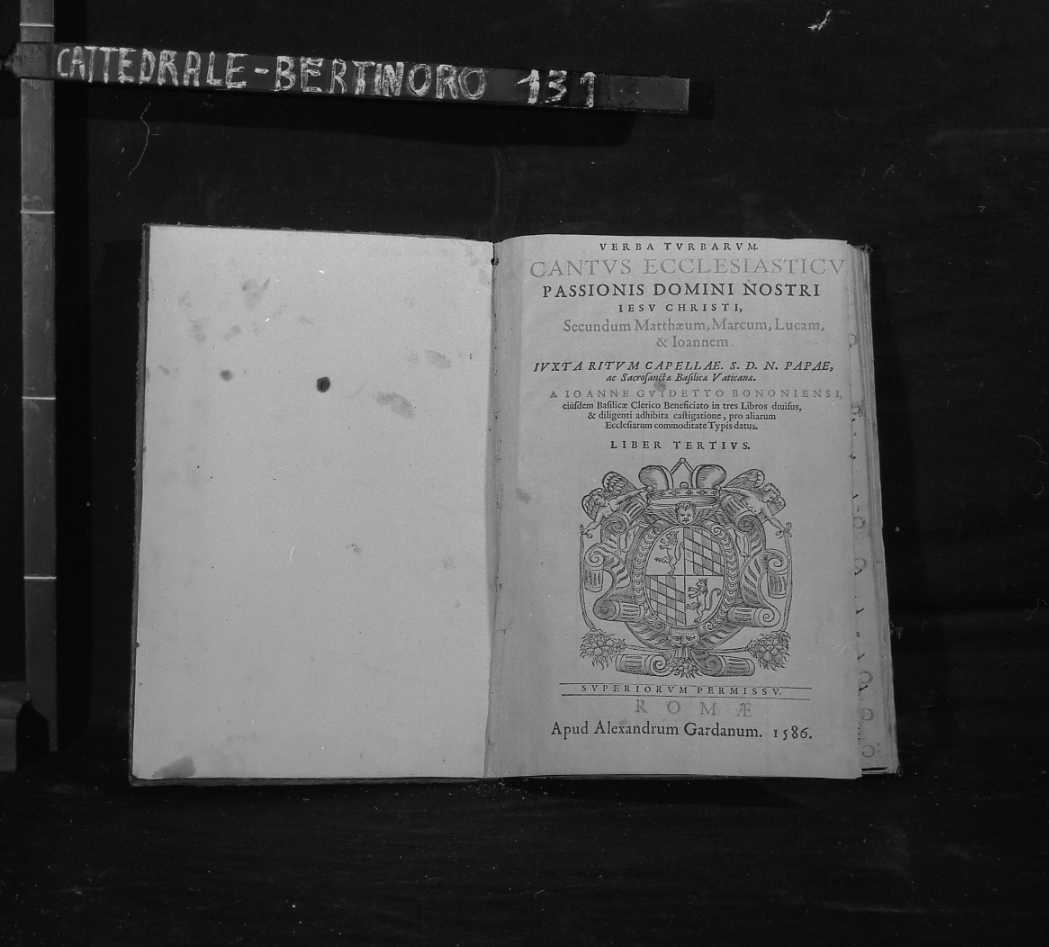 CATTEDRALE-BERTINORO 131
VERBA TVRBARVM.
CANTVS ECCLESIASTICV
PASSIONIS DOMINI NOSTRI
IESV CHRISTI,
Secundum Matthæum, Marcum, Lucam,
& Ioannem.
IVXTA RITVM CAPELLAE. S. D. N. PAPAE,
ac Sacrosanctæ Basilicæ Vaticanæ.
A IOANNE GVIDETTO BONONIENSI,
eiusdem Basilicæ Clerico Beneficiato in tres Libros diuisus,
& diligenti adhibita castigatione, pro aliarum
Ecclesiarum commoditate Typis datus.
LIBER TERTIVS.
SVPERIORVM PERMISSV.
ROMÆ
Apud Alexandrum Gardanum. 1586.